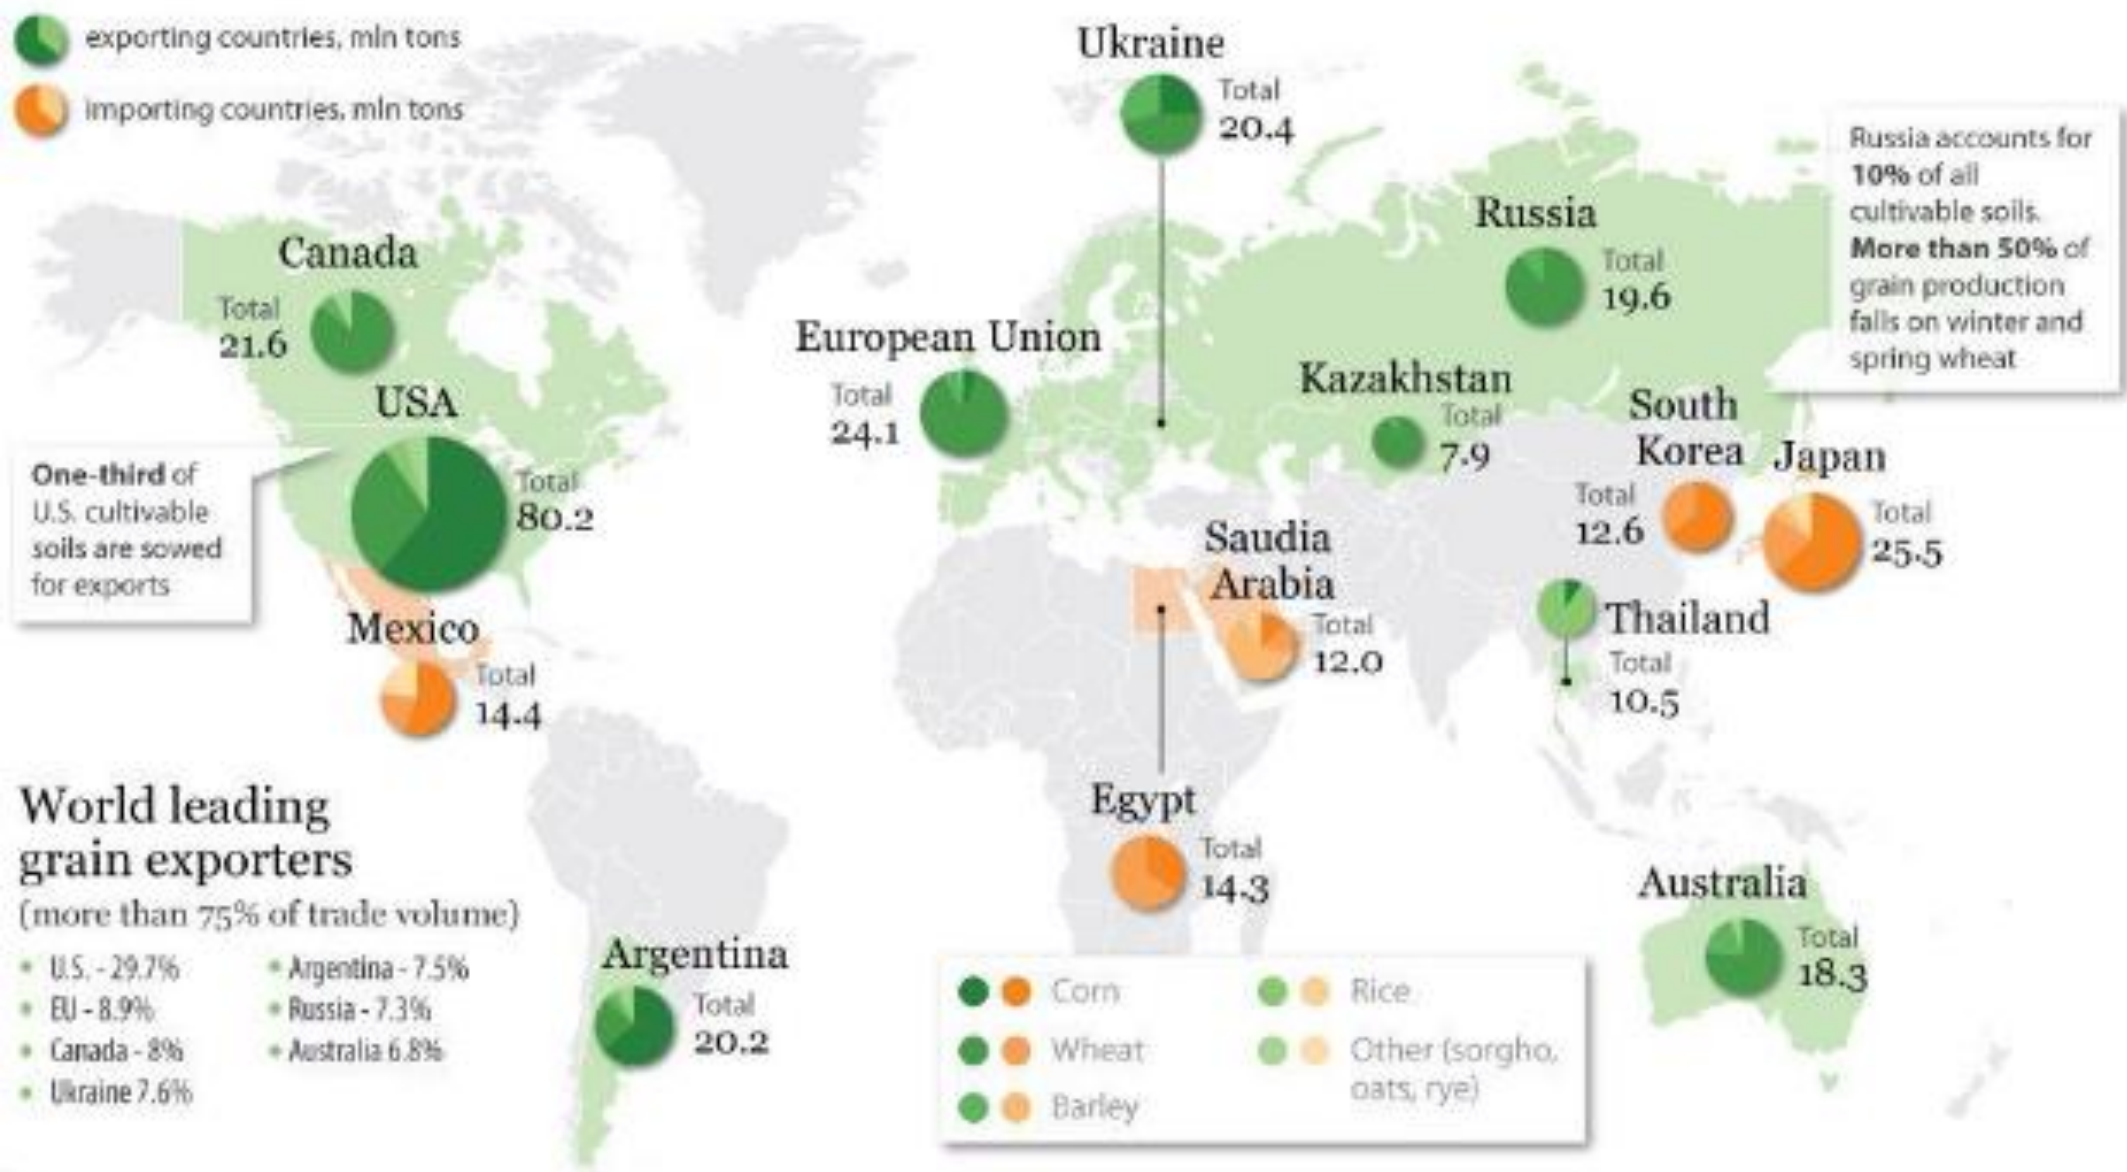 exporting countries, mln tons
importing countries, mln tons
Ukraine
Total
20.4
Russia accounts for
10% of all
cultivable soils.
More than 50% of
grain production
falls on winter and
spring wheat
Russia
Total
19.6
Canada
Total
21.6
European Union
Total
24.1
Kazakhstan
Total
7.9
USA
Total
80.2
One-third of
U.S. cultivable
soils are sowed
for exports
South
Korea
Total
12.6
Japan
Total
25.5
Saudia
Arabia
Total
12.0
Thailand
Total
10.5
Mexico
Total
14.4
Egypt
Total
14.3
World leading
grain exporters
(more than 75% of trade volume)
• U.S. - 29.7%
• EU - 8.9%
• Canada - 8%
• Ukraine 7.6%
• Argentina - 7.5%
• Russia - 7.3%
• Australia 6.8%
Argentina
Total
20.2
Australia
Total
18.3
Corn
Wheat
Barley
Rice
Other (sorgho,
oats, rye)